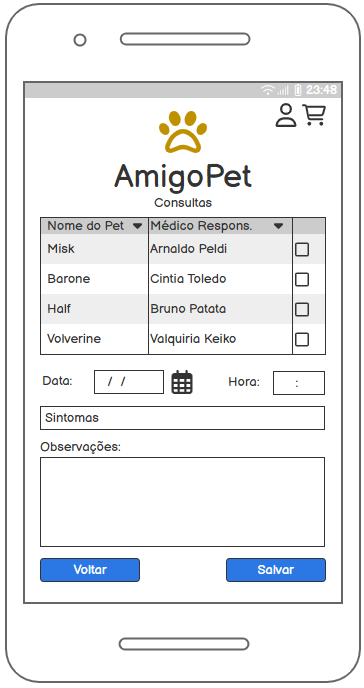 23:48
AmigoPet
Consultas
Nome do Pet Médico Respons.
Misk Arnaldo Peldi
Barone Cintia Toledo
Half Bruno Patata
Volverine Valquiria Keiko
Data: / / Hora: :
Sintomas
Observações:
Voltar Salvar